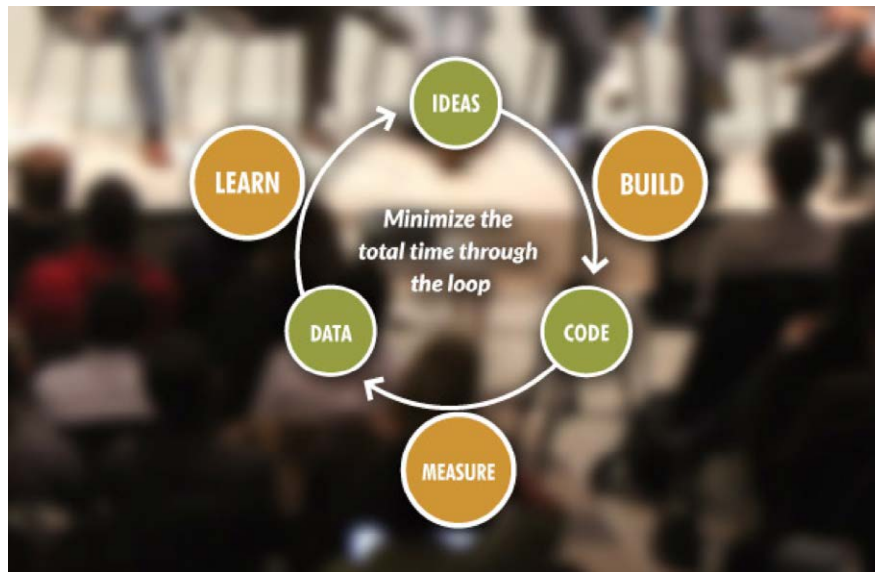 IDEAS
LEARN
BUILD
Minimize the
total time through
the loop
DATA
CODE
MEASURE